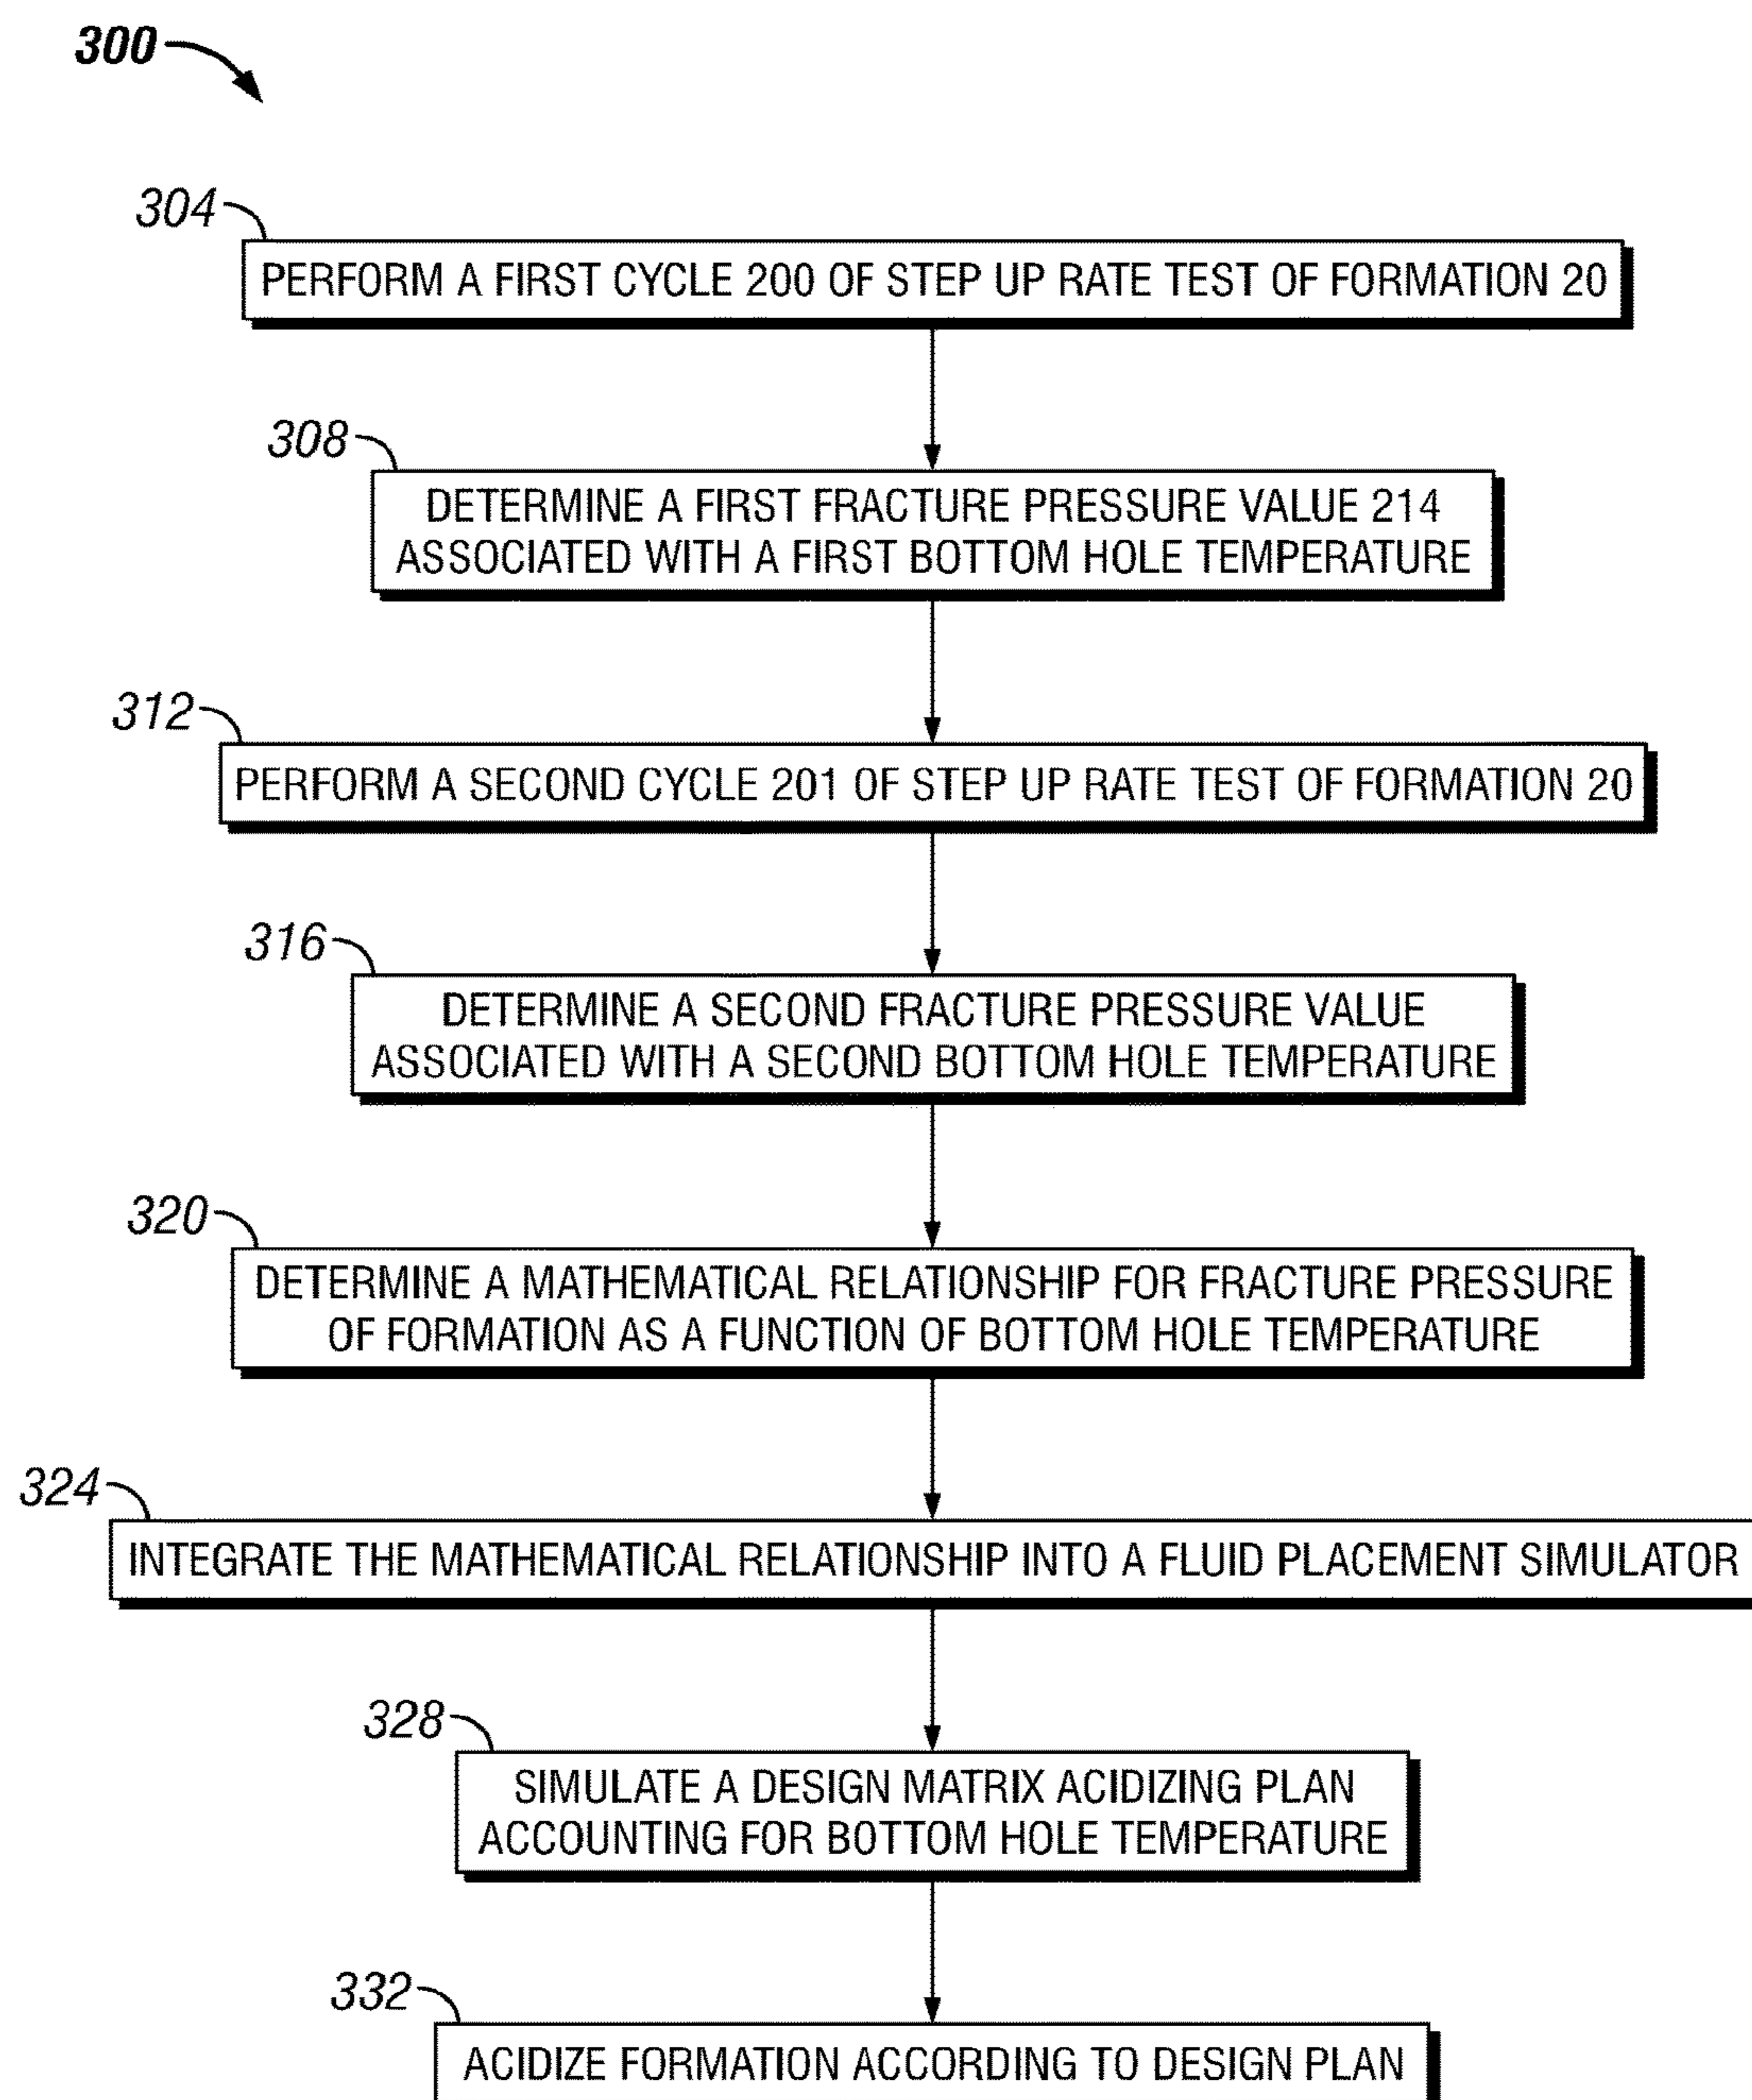 300
304
PERFORM A FIRST CYCLE 200 OF STEP UP RATE TEST OF FORMATION 20
308
DETERMINE A FIRST FRACTURE PRESSURE VALUE 214
ASSOCIATED WITH A FIRST BOTTOM HOLE TEMPERATURE
312
PERFORM A SECOND CYCLE 201 OF STEP UP RATE TEST OF FORMATION 20
316
DETERMINE A SECOND FRACTURE PRESSURE VALUE
ASSOCIATED WITH A SECOND BOTTOM HOLE TEMPERATURE
320
DETERMINE A MATHEMATICAL RELATIONSHIP FOR FRACTURE PRESSURE
OF FORMATION AS A FUNCTION OF BOTTOM HOLE TEMPERATURE
324
INTEGRATE THE MATHEMATICAL RELATIONSHIP INTO A FLUID PLACEMENT SIMULATOR
328
SIMULATE A DESIGN MATRIX ACIDIZING PLAN
ACCOUNTING FOR BOTTOM HOLE TEMPERATURE
332
ACIDIZE FORMATION ACCORDING TO DESIGN PLAN